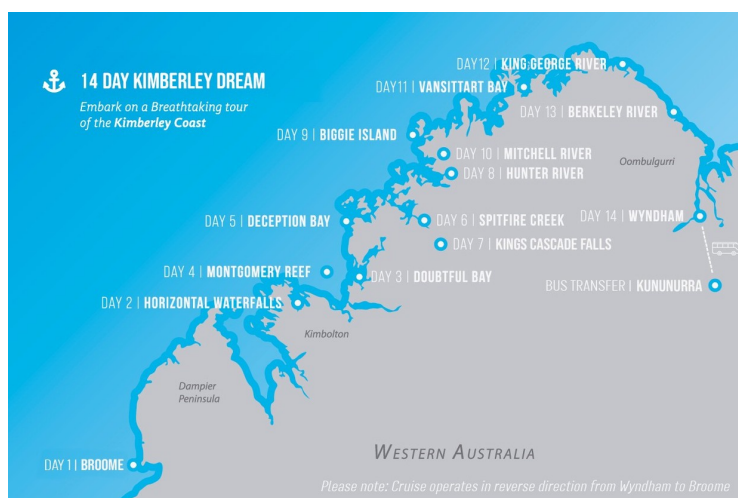 14 DAY KIMBERLEY DREAM
Embark on a Breathtaking tour
of the Kimberley Coast
DAY12 | KING GEORGE RIVER
DAY11 | VANSITTART BAY
DAY 13 | BERKELEY RIVER
DAY 9 | BIGGIE ISLAND
DAY 10 | MITCHELL RIVER
Oombulgurri
DAY 8 | HUNTER RIVER
DAY 5 | DECEPTION BAY
DAY 6 | SPITFIRE CREEK
DAY 14 | WYNDHAM
DAY 7 | KINGS CASCADE FALLS
DAY 4 | MONTGOMERY REEF
DAY 3 | DOUBTFUL BAY
BUS TRANSFER | KUNUNURRA
DAY 2 | HORIZONTAL WATERFALLS
Kimbolton
Dampier
Peninsula
WESTERN AUSTRALIA
DAY 1 | BROOME
Please note: Cruise operates in reverse direction from Wyndham to Broome